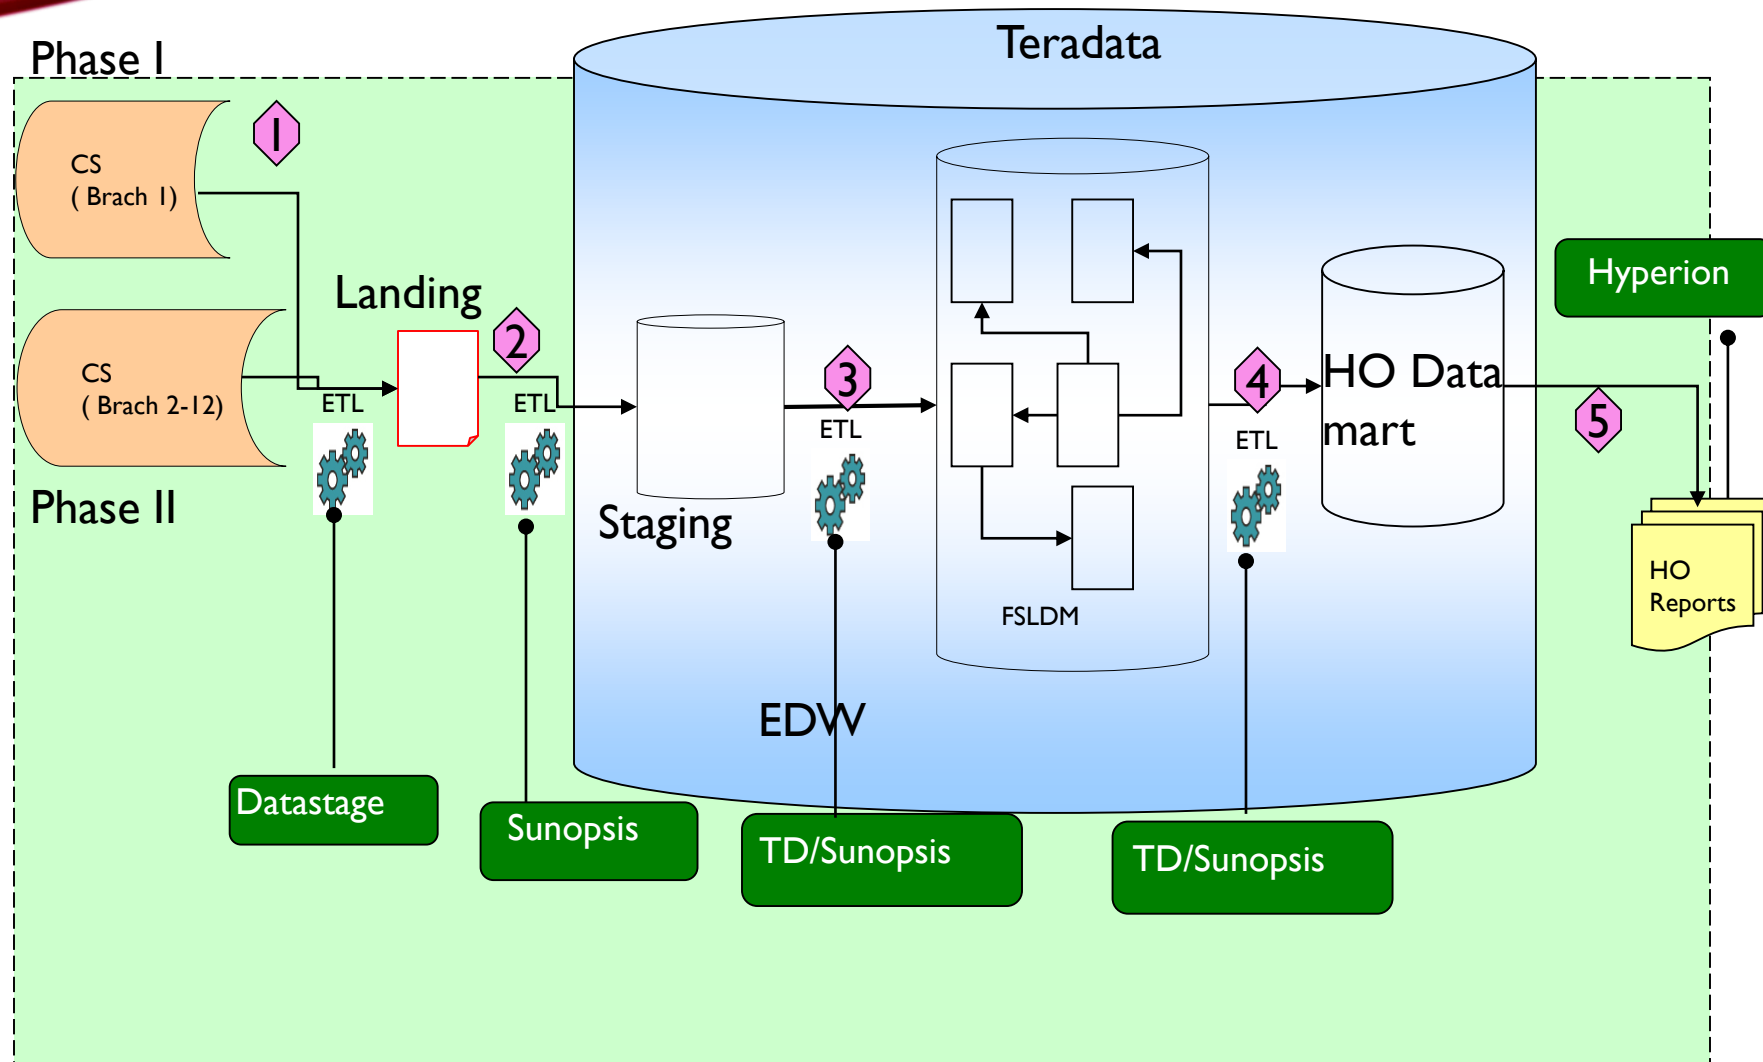 Teradata
Phase I
1
CS
( Brach 1)
Landing
2
CS
( Brach 2-12)
ETL
ETL
Phase II
Staging
3
ETL
FSLDM
4
ETL
HO Data
mart
Hyperion
5
HO
Reports
EDW
Datastage
Sunopsis
TD/Sunopsis
TD/Sunopsis